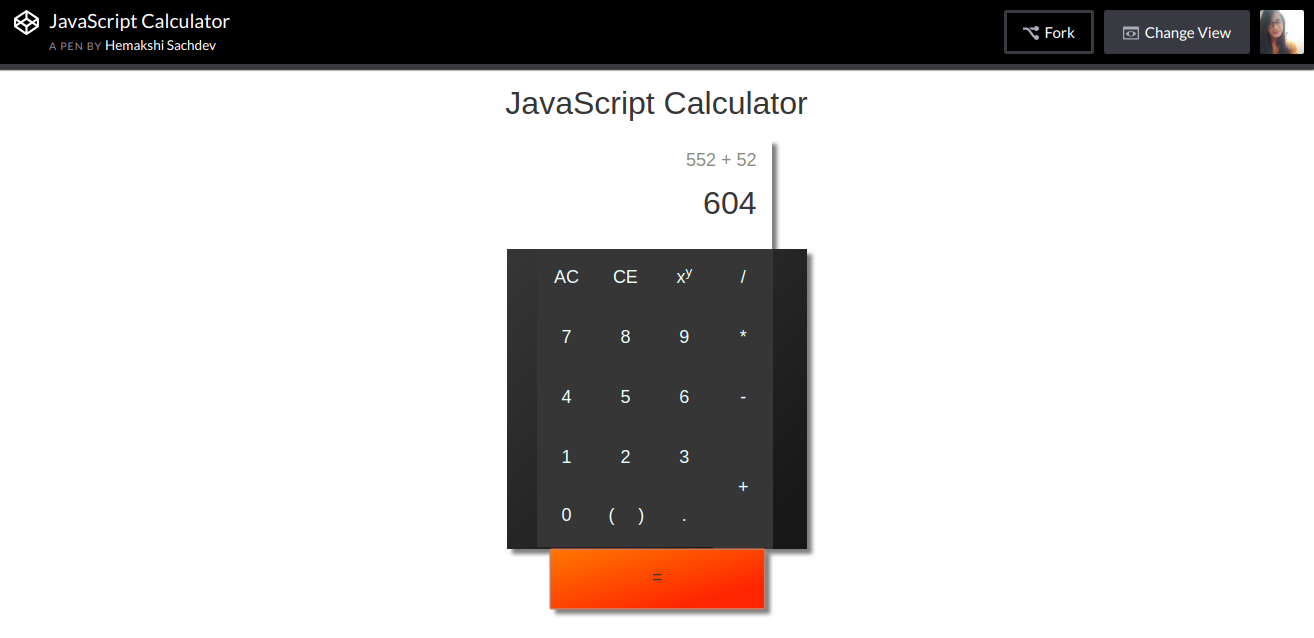 JavaScript Calculator
A PEN BY Hemakshi Sachdev
Fork
Change View
JavaScript Calculator
552 + 52
604
AC CE xʸ /
7 8 9 *
4 5 6 -
1 2 3
+
0 ( ) .
=